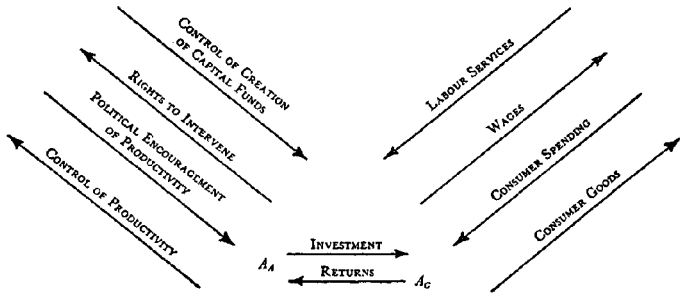 CONTROL OF CREATION
OF CAPITAL FUNDS
RIGHTS TO INTERVENE
POLITICAL ENCOURAGEMENT
OF PRODUCTIVITY
CONTROL OF PRODUCTIVITY
LABOUR SERVICES
WAGES
CONSUMER SPENDING
CONSUMER GOODS
INVESTMENT
A_A
RETURNS
A_G